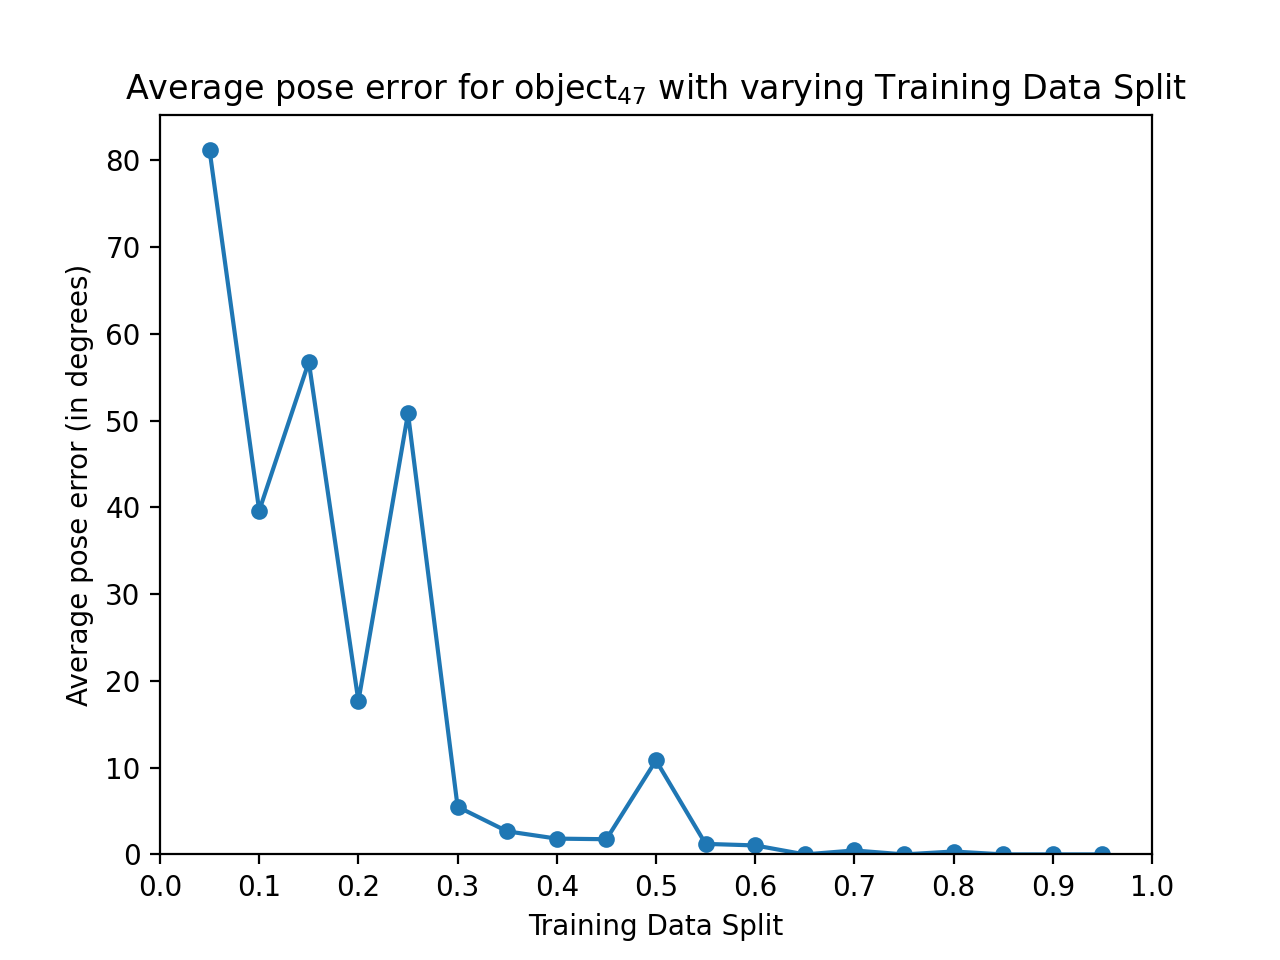 Average pose error for object₄₇ with varying Training Data Split
Average pose error (in degrees)
80
70
60
50
40
30
20
10
0
0.0 0.1 0.2 0.3 0.4 0.5 0.6 0.7 0.8 0.9 1.0
Training Data Split